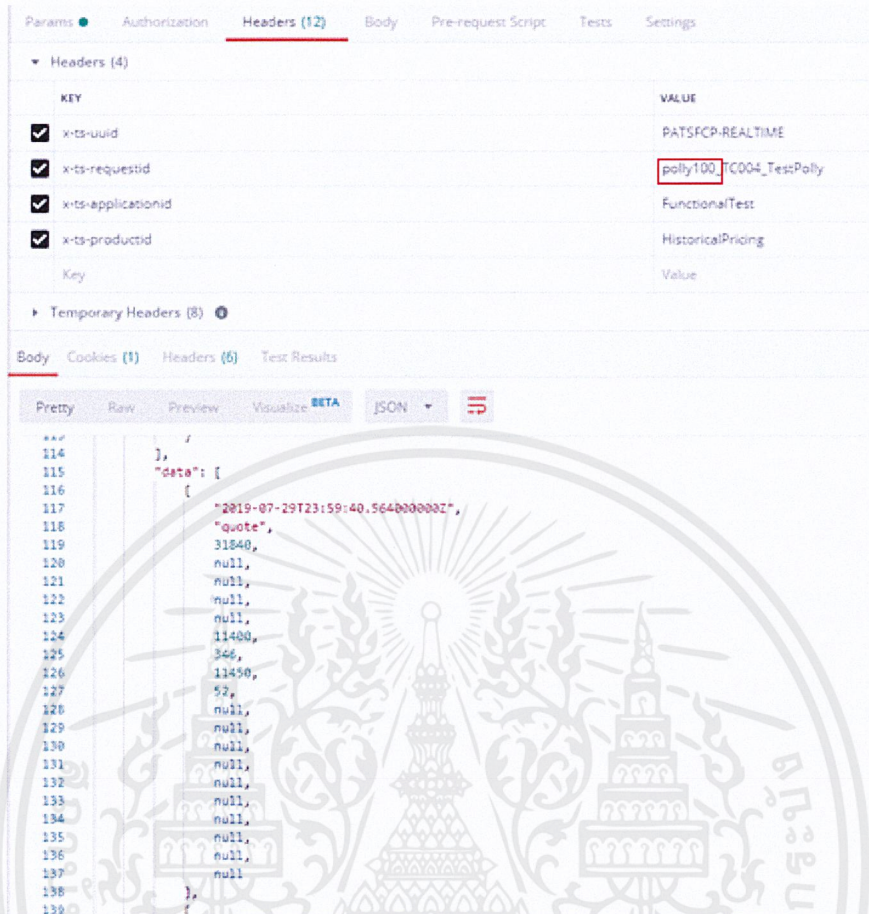 Params Authorization Headers (12) Body Pre-request Script Tests Settings
Headers (4)
KEY VALUE
x-ts-uuid PATSFCP-REALTIME
x-ts-requestid polly100_TC004_TestPolly
x-ts-applicationid FunctionalTest
x-ts-productid HistoricalPricing
Key Value
Temporary Headers (8)
Body Cookies (1) Headers (6) Test Results
Pretty Raw Preview Visualize BETA JSON
114 ],
115 "data": [
116 [
117 "2019-07-29T23:59:40.564000000Z",
118 "quote",
119 31840,
120 null,
121 null,
122 null,
123 null,
124 11400,
125 346,
126 11450,
127 52,
128 null,
129 null,
130 null,
131 null,
132 null,
133 null,
134 null,
135 null,
136 null,
137 null
138 ],
139 [